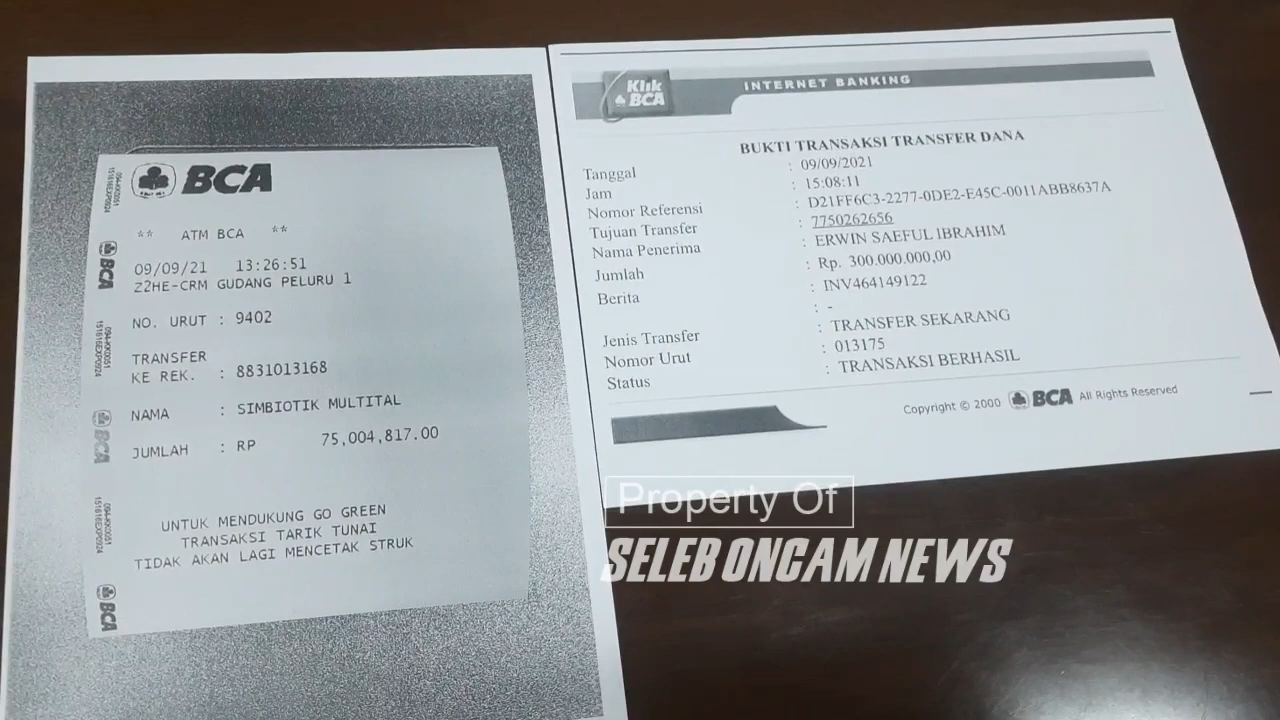 BCA
** ATM BCA **
09/09/21 13:26:51
Z2HE-CRM GUDANG PELURU 1
NO. URUT : 9402
TRANSFER
KE REK. : 8831013168
NAMA : SIMBIOTIK MULTITAL
JUMLAH : RP 75,004,817.00
UNTUK MENDUKUNG GO GREEN
TRANSAKSI TARIK TUNAI
TIDAK AKAN LAGI MENCETAK STRUK
BCA
BCA
BCA
Klik
BCA
INTERNET BANKING
BUKTI TRANSAKSI TRANSFER DANA
Tanggal : 09/09/2021
Jam : 15:08:11
Nomor Referensi : D21FF6C3-2277-0DE2-E45C-0011ABB8637A
Tujuan Transfer : 7750262656
Nama Penerima : ERWIN SAEFUL IBRAHIM
Jumlah : Rp. 300.000.000,00
Berita : INV464149122
: -
Jenis Transfer : TRANSFER SEKARANG
Nomor Urut : 013175
Status : TRANSAKSI BERHASIL
Copyright © 2000 BCA All Rights Reserved
Property Of
SELEB ONCAM NEWS